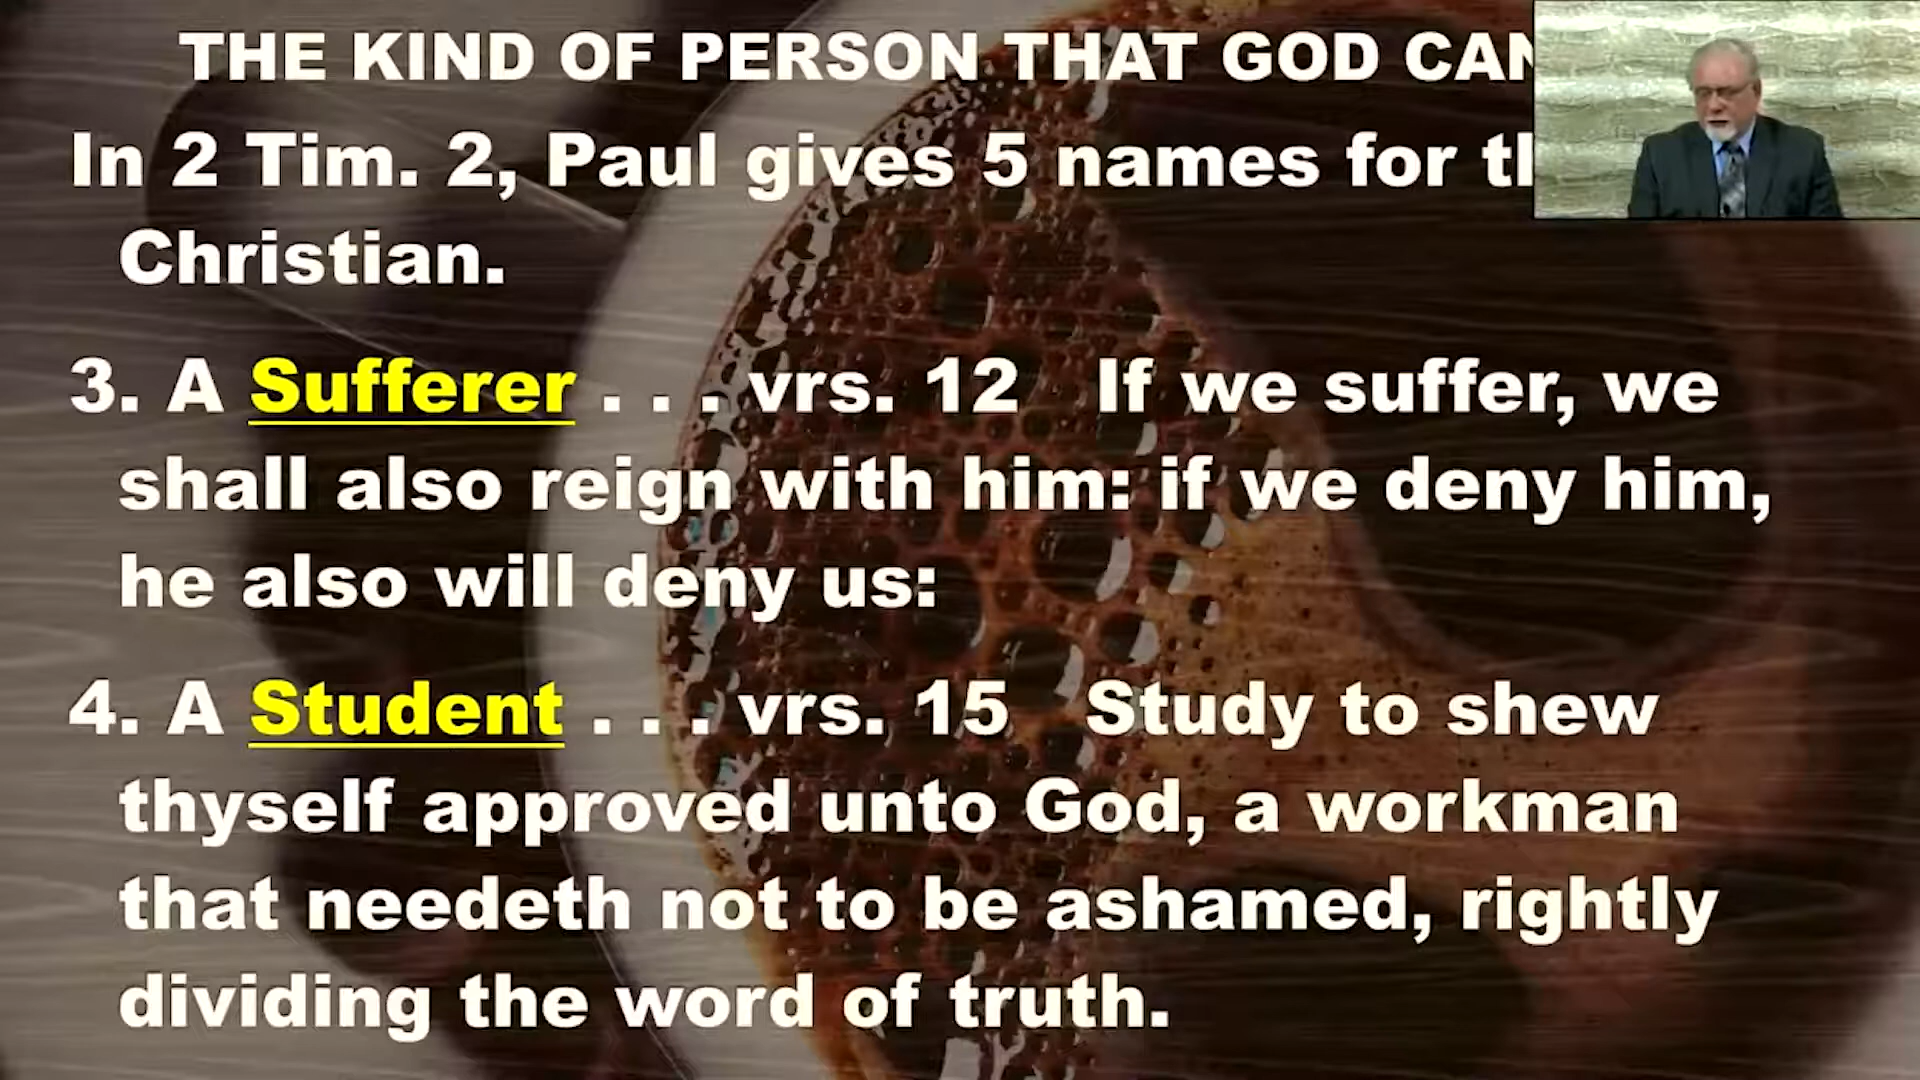 THE KIND OF PERSON THAT GOD CAN
In 2 Tim. 2, Paul gives 5 names for
Christian.
3. A Sufferer . . . vrs. 12 If we suffer, we
shall also reign with him: if we deny him,
he also will deny us:
4. A Student . . . vrs. 15 Study to shew
thyself approved unto God, a workman
that needeth not to be ashamed, rightly
dividing the word of truth.